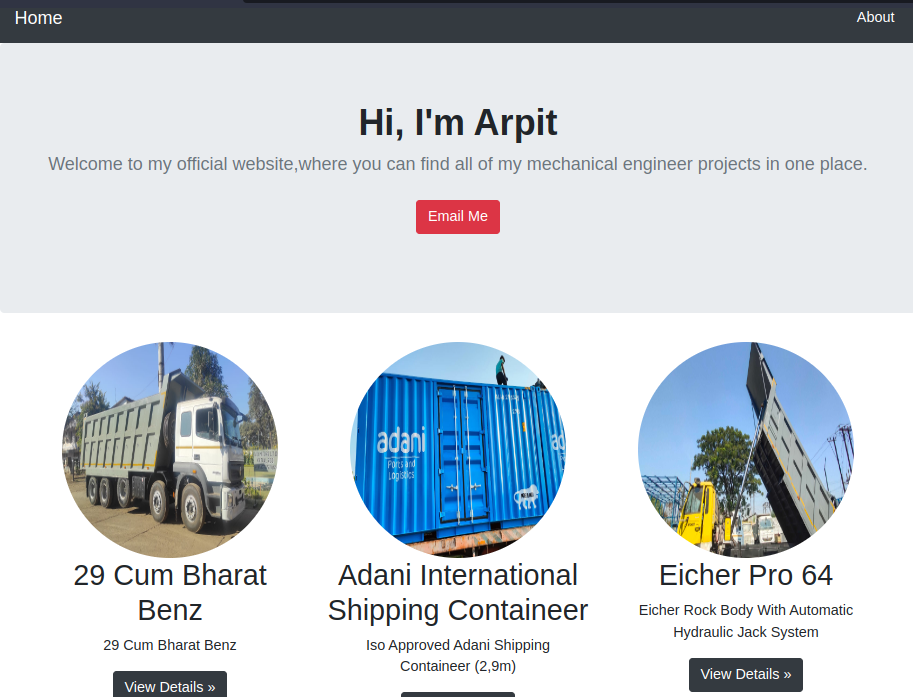 Home
About
Hi, I'm Arpit
Welcome to my official website,where you can find all of my mechanical engineer projects in one place.
Email Me
adani
Ports and
Logistics
29 Cum Bharat
Benz
29 Cum Bharat Benz
View Details »
Adani International
Shipping Containeer
Iso Approved Adani Shipping
Containeer (2,9m)
Eicher Pro 64
Eicher Rock Body With Automatic
Hydraulic Jack System
View Details »